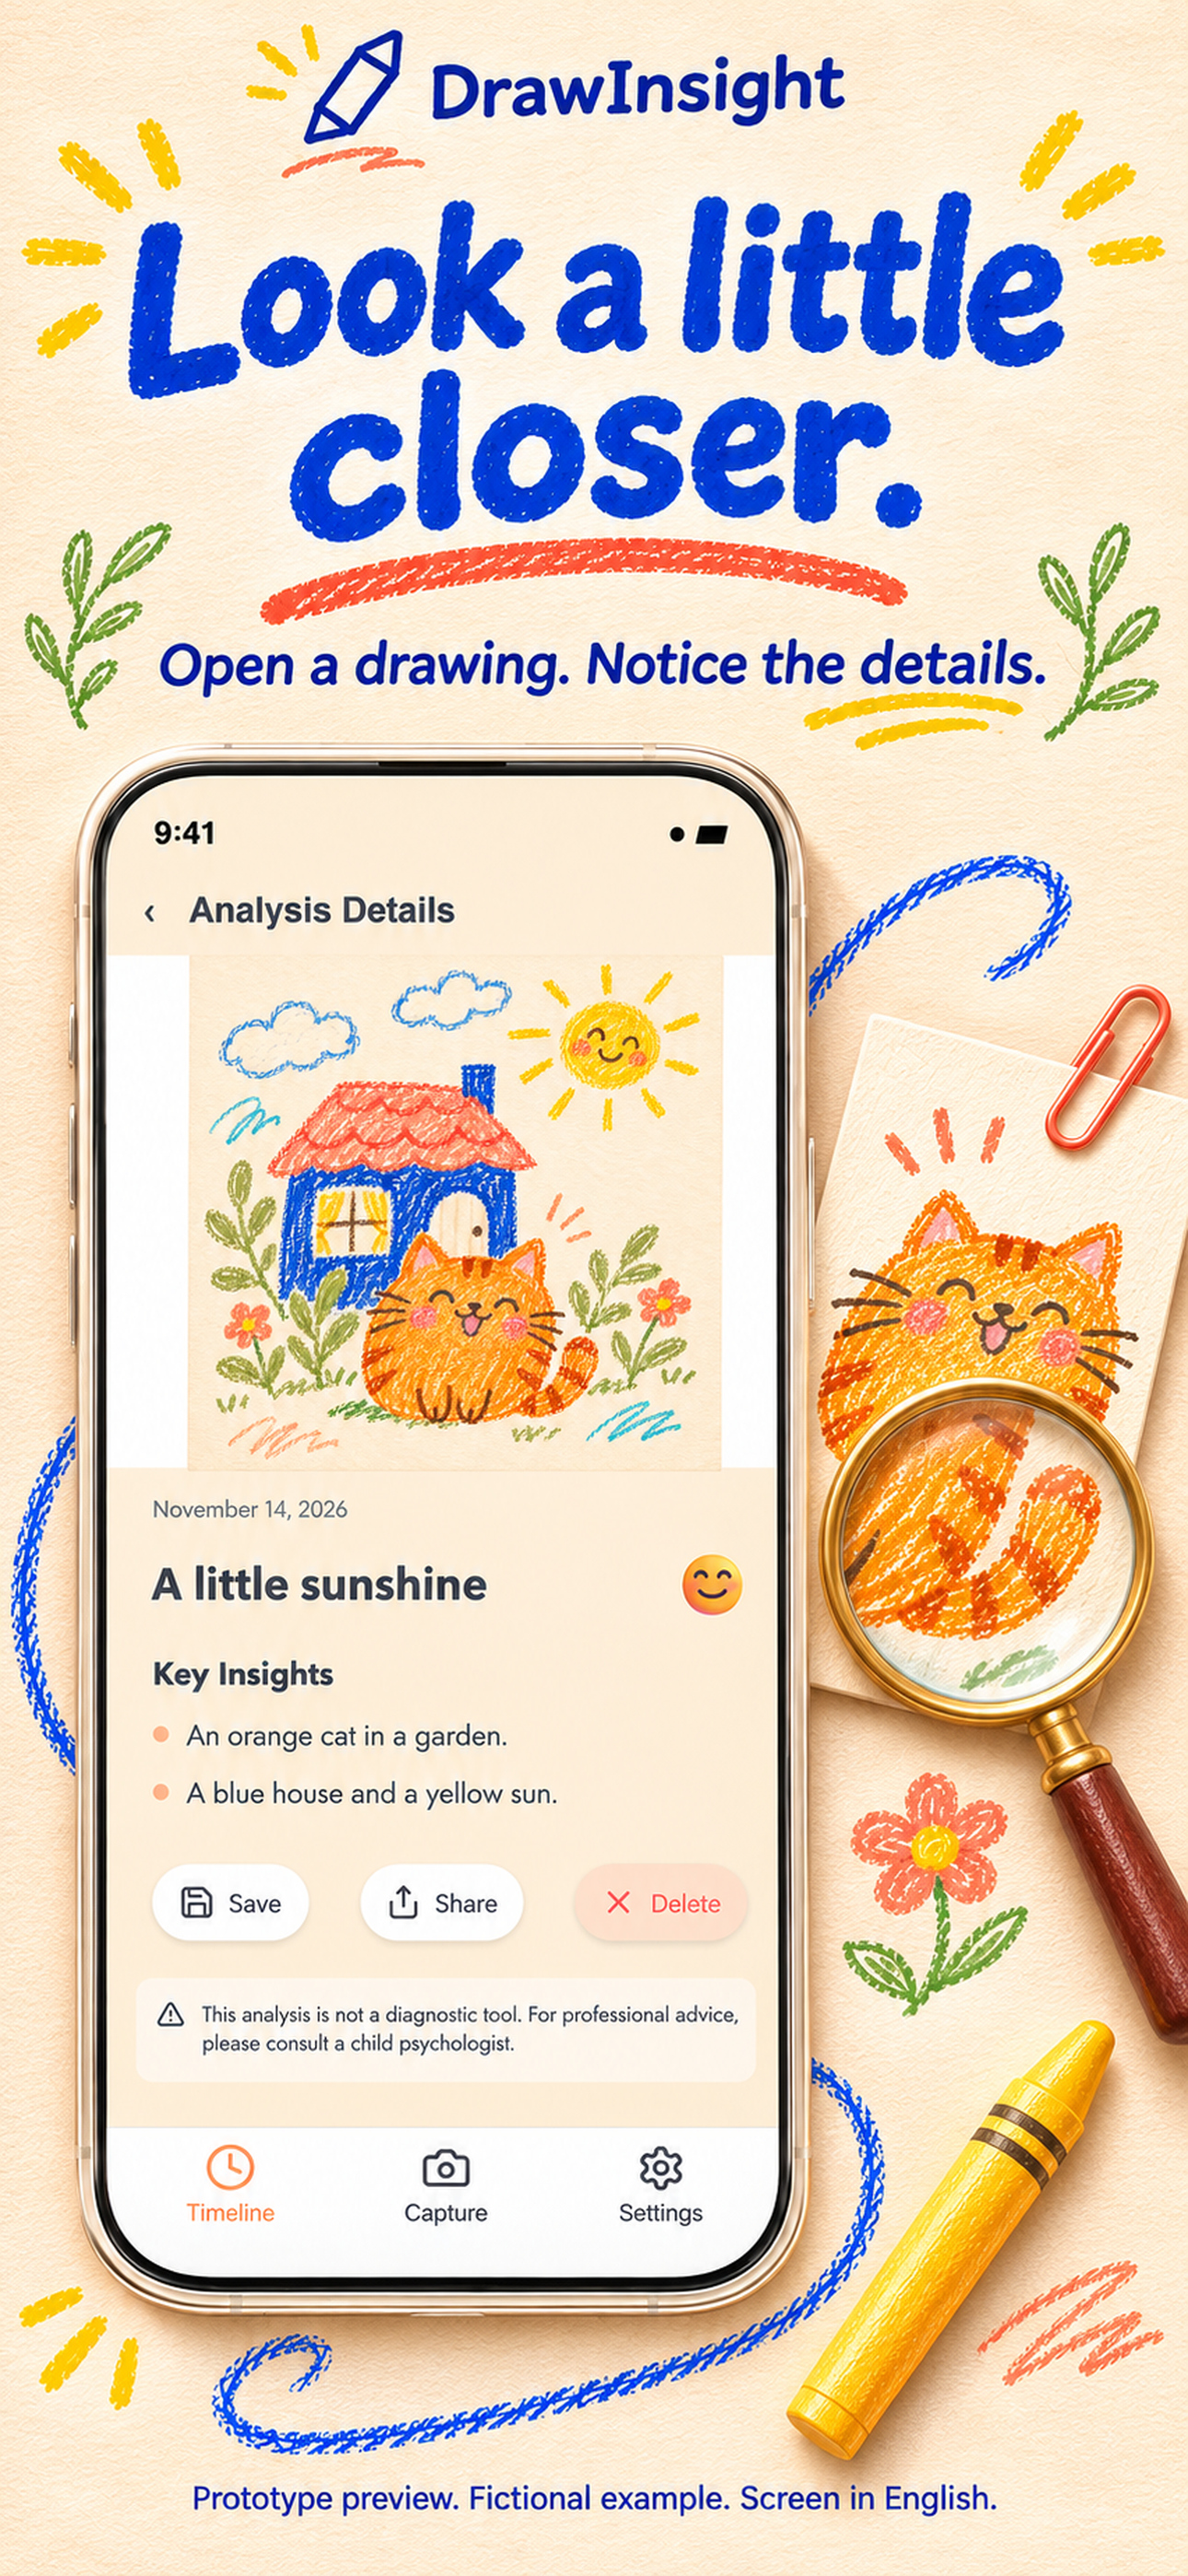 DrawInsight
Look a little
closer.
Open a drawing. Notice the details.
9:41
Analysis Details
November 14, 2026
A little sunshine
Key Insights
An orange cat in a garden.
A blue house and a yellow sun.
Save
Share
Delete
This analysis is not a diagnostic tool. For professional advice,
please consult a child psychologist.
Timeline
Capture
Settings
Prototype preview. Fictional example. Screen in English.